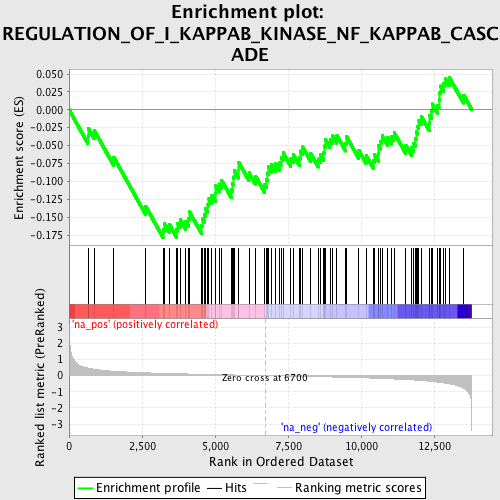 Enrichment plot:
REGULATION_OF_I_KAPPAB_KINASE_NF_KAPPAB_CASC
ADE
Enrichment score (ES)
0.050
0.025
0.000
-0.025
-0.050
-0.075
-0.100
-0.125
-0.150
-0.175
Ranked list metric (PreRanked)
'na_pos' (positively correlated)
3
2
1
0
-1
-2
-3
Zero cross at 6700
'na_neg' (negatively correlated)
0 2,500 5,000 7,500 10,000 12,500
Rank in Ordered Dataset
Enrichment profile Hits Ranking metric scores